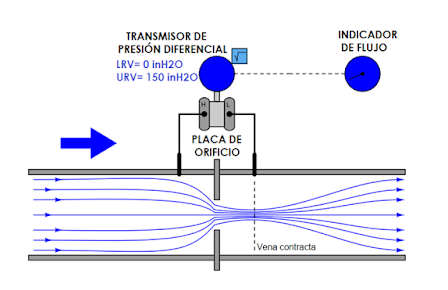 TRANSMISOR DE
PRESIÓN DIFERENCIAL
LRV= 0 inH2O
URV= 150 inH2O
√
INDICADOR
DE FLUJO
H
L
PLACA DE
ORIFICIO
Vena contracta